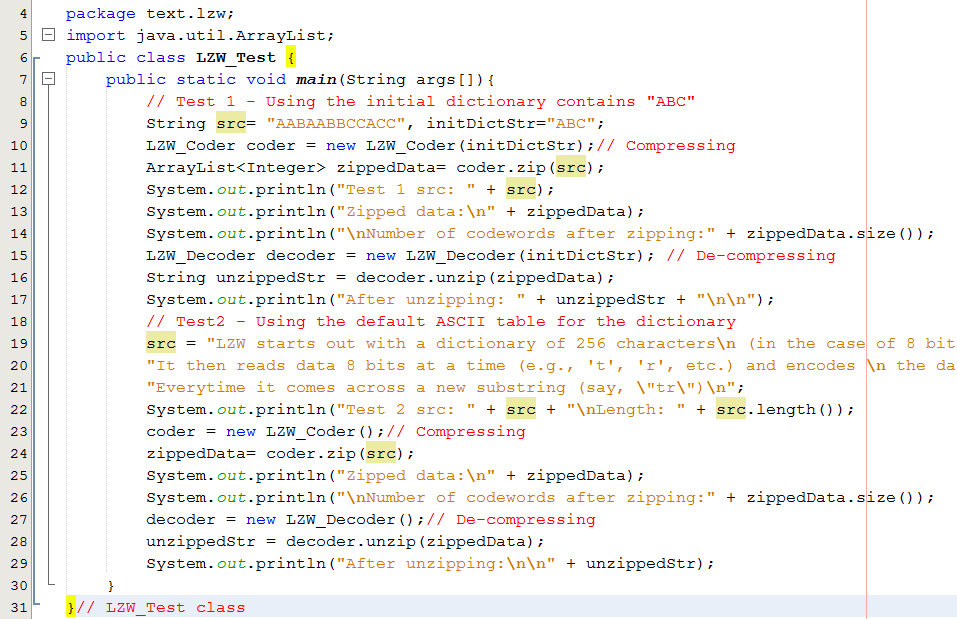 4 package text.lzw;
5 import java.util.ArrayList;
6 public class LZW_Test {
7 public static void main(String args[]){
8 // Test 1 - Using the initial dictionary contains "ABC"
9 String src= "AABAABBCCACC", initDictStr="ABC";
10 LZW_Coder coder = new LZW_Coder(initDictStr);// Compressing
11 ArrayList<Integer> zippedData= coder.zip(src);
12 System.out.println("Test 1 src: " + src);
13 System.out.println("Zipped data:\n" + zippedData);
14 System.out.println("\nNumber of codewords after zipping:" + zippedData.size());
15 LZW_Decoder decoder = new LZW_Decoder(initDictStr); // De-compressing
16 String unzippedStr = decoder.unzip(zippedData);
17 System.out.println("After unzipping: " + unzippedStr + "\n\n");
18 // Test2 - Using the default ASCII table for the dictionary
19 src = "LZW starts out with a dictionary of 256 characters\n (in the case of 8 bit
20 "It then reads data 8 bits at a time (e.g., 't', 'r', etc.) and encodes \n the da
21 "Everytime it comes across a new substring (say, \"tr\")\n";
22 System.out.println("Test 2 src: " + src + "\nLength: " + src.length());
23 coder = new LZW_Coder();// Compressing
24 zippedData= coder.zip(src);
25 System.out.println("Zipped data:\n" + zippedData);
26 System.out.println("\nNumber of codewords after zipping:" + zippedData.size());
27 decoder = new LZW_Decoder();// De-compressing
28 unzippedStr = decoder.unzip(zippedData);
29 System.out.println("After unzipping:\n\n" + unzippedStr);
30 }
31 }// LZW_Test class